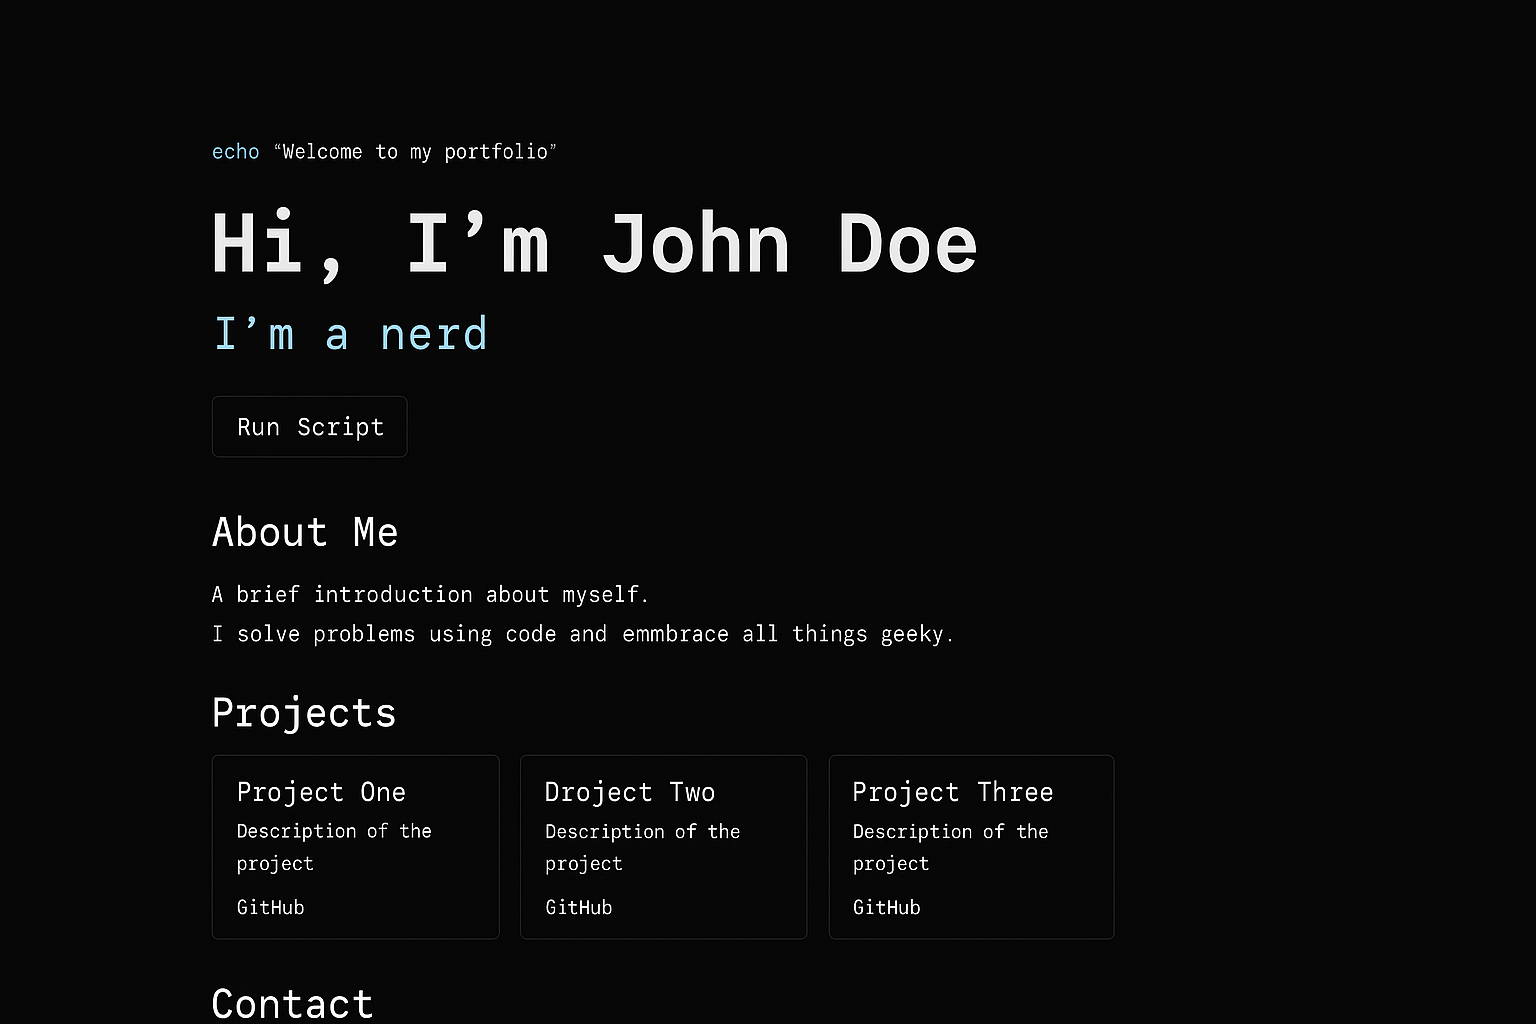 echo “Welcome to my portfolio”
Hi, I’m John Doe
I’m a nerd
Run Script
About Me
A brief introduction about myself.
I solve problems using code and emmbrace all things geeky.
Projects
Project One
Description of the
project
GitHub
Droject Two
Description of the
project
GitHub
Project Three
Description of the
project
GitHub
Contact